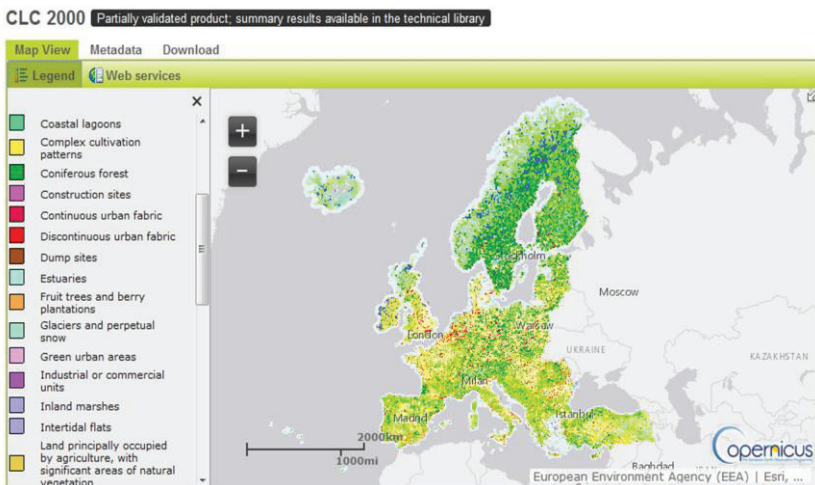 CLC 2000 Partially validated product; summary results available in the technical library
Map View Metadata Download
Legend Web services
Coastal lagoons
Complex cultivation
patterns
Coniferous forest
Construction sites
Continuous urban fabric
Discontinuous urban fabric
Dump sites
Estuaries
Fruit trees and berry
plantations
Glaciers and perpetual
snow
Green urban areas
Industrial or commercial
units
Inland marshes
Intertidal flats
Land principally occupied
by agriculture, with
significant areas of natural
vegetation
+
−
Stockholm
Moscow
London
Warsaw
UKRAINE
KAZAKHSTAN
Milan
Madrid
Istanbul
2000km
1000mi
Baghdad
opernicus
European Environment Agency (EEA) | Esri, ...